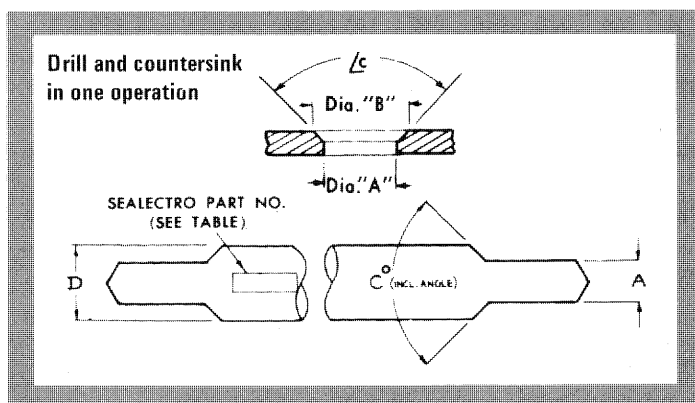 Drill and countersink
in one operation
∠c
Dia. "B"
Dia."A"
SEALECTRO PART NO.
(SEE TABLE)
D
C° (INCL. ANGLE)
A